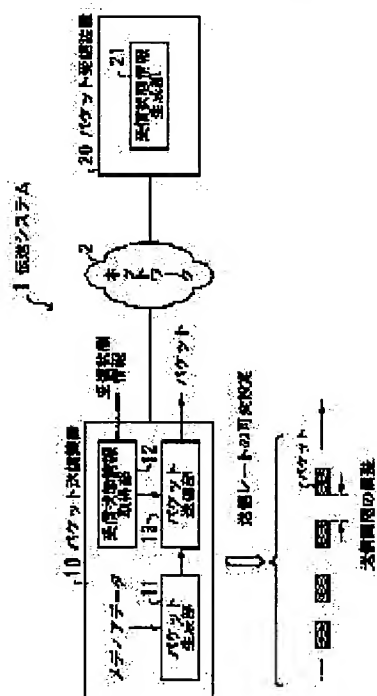 1 伝送システム
10 パケット送信装置
メディアデータ
11
パケット
生成部
受信状態情報
取得部
12
13
パケット
送信部
受信状態
情報
パケット
2
ネットワーク
20 パケット受信装置
21
受信状態情報
生成部
送信レートの可変設定
パケット
送信間隔の調整